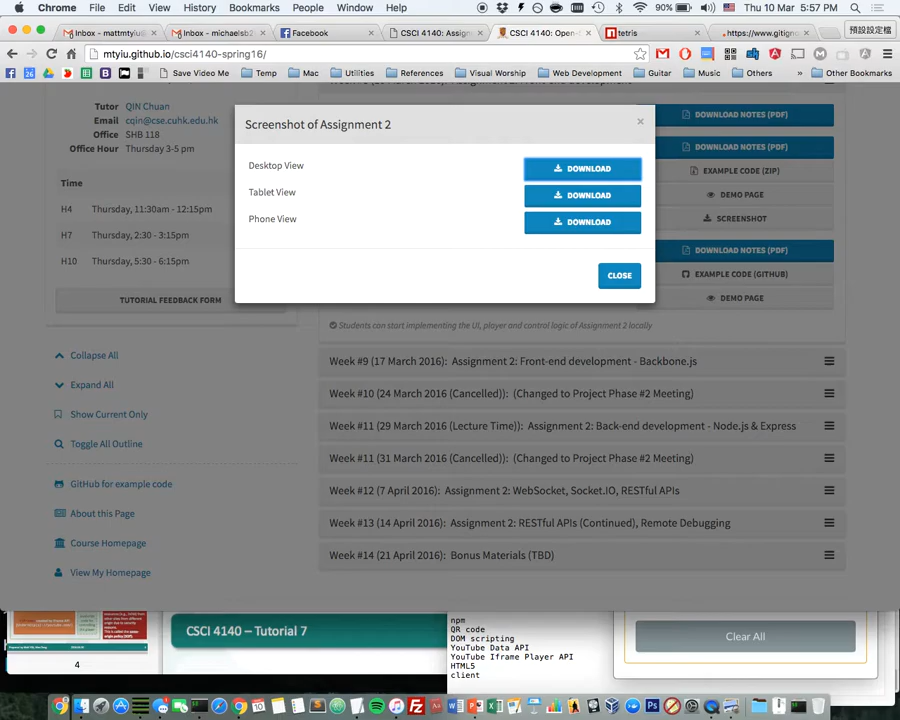 Chrome File Edit View History Bookmarks People Window Help 90% Thu 10 Mar 5:57 PM
Inbox - mattmtyiu Inbox - michaelsb2 Facebook CSCI 4140: Assign CSCI 4140: Open- tetris https://www.gitigno 預設設定檔
mtyiu.github.io/csci4140-spring16/
Save Video Me Temp Mac Utilities References Visual Worship Web Development Guitar Music Others » Other Bookmarks
Tutor QIN Chuan
Email cqin@cse.cuhk.edu.hk
Office SHB 118
Office Hour Thursday 3-5 pm
Time
H4 Thursday, 11:30am - 12:15pm
H7 Thursday, 2:30 - 3:15pm
H10 Thursday, 5:30 - 6:15pm
TUTORIAL FEEDBACK FORM
Collapse All
Expand All
Show Current Only
Toggle All Outline
GitHub for example code
About this Page
Course Homepage
View My Homepage
Screenshot of Assignment 2 ×
Desktop View DOWNLOAD
Tablet View DOWNLOAD
Phone View DOWNLOAD
CLOSE
DOWNLOAD NOTES (PDF)
DOWNLOAD NOTES (PDF)
EXAMPLE CODE (ZIP)
DEMO PAGE
SCREENSHOT
DOWNLOAD NOTES (PDF)
EXAMPLE CODE (GITHUB)
DEMO PAGE
Students can start implementing the UI, player and control logic of Assignment 2 locally
Week #9 (17 March 2016): Assignment 2: Front-end development - Backbone.js
Week #10 (24 March 2016 (Cancelled)): (Changed to Project Phase #2 Meeting)
Week #11 (29 March 2016 (Lecture Time)): Assignment 2: Back-end development - Node.js & Express
Week #11 (31 March 2016 (Cancelled)): (Changed to Project Phase #2 Meeting)
Week #12 (7 April 2016): Assignment 2: WebSocket, Socket.IO, RESTful APIs
Week #13 (14 April 2016): Assignment 2: RESTful APIs (Continued), Remote Debugging
Week #14 (21 April 2016): Bonus Materials (TBD)
4
CSCI 4140 – Tutorial 7
npm
QR code
DOM scripting
YouTube Data API
YouTube Iframe Player API
HTML5
client
Clear All